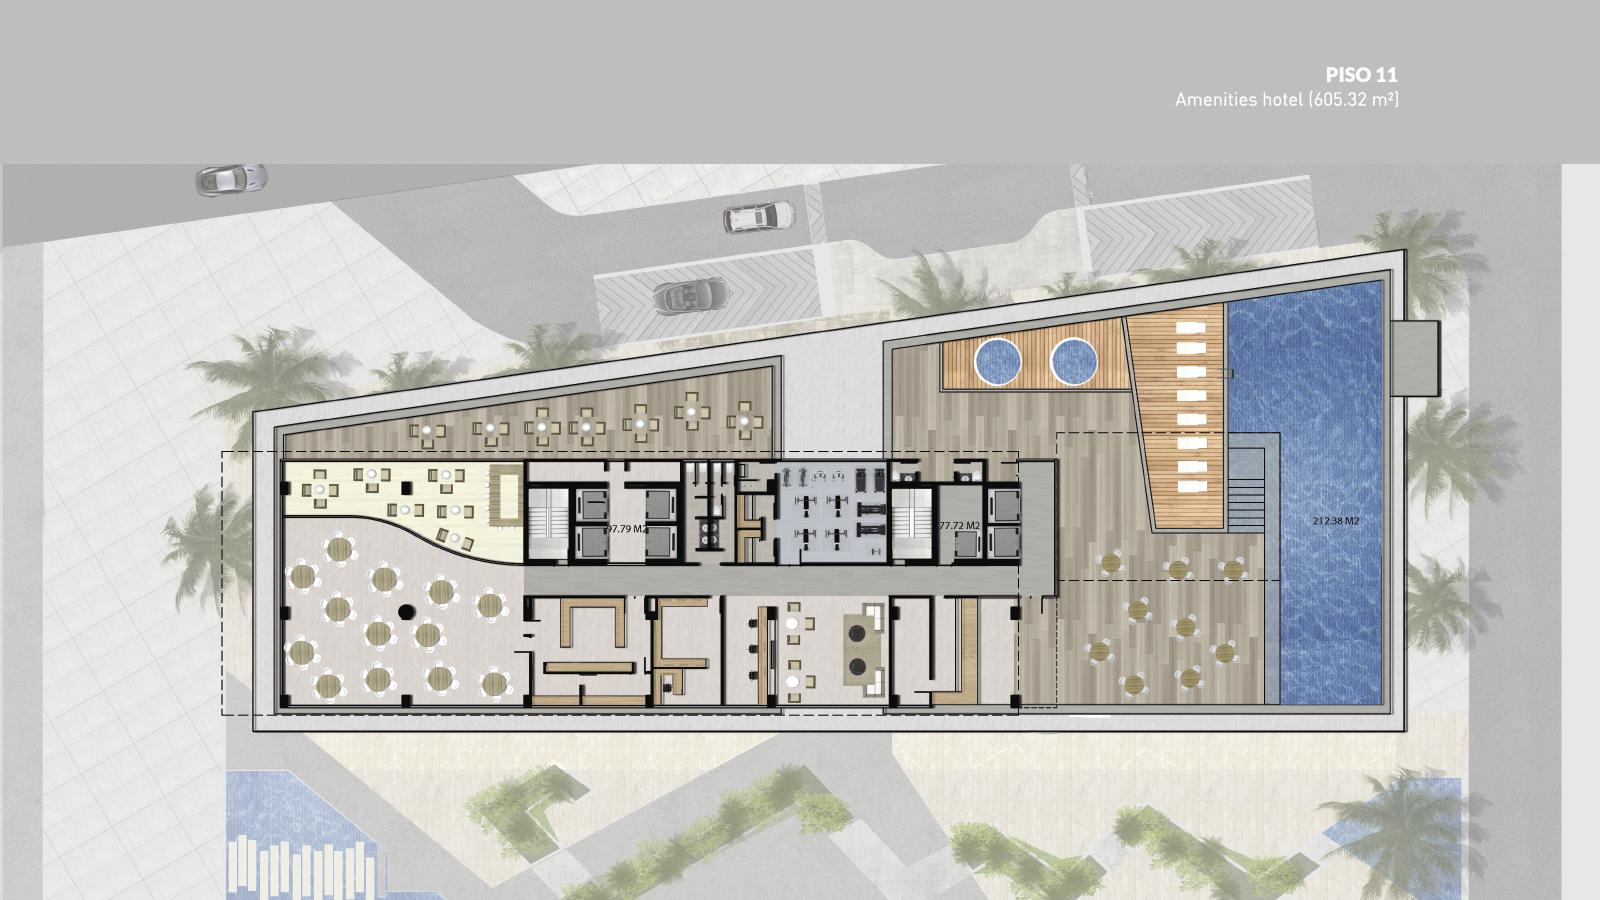 PISO 11
Amenities hotel (605.32 m²)
97.79 M2
77.72 M2
212.38 M2